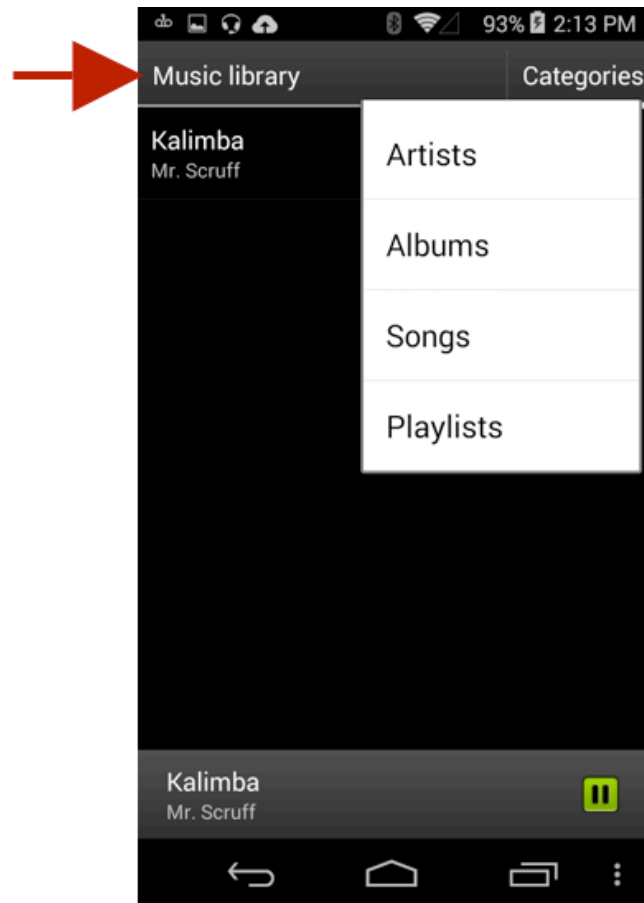 93% 2:13 PM
Music library
Categories
Kalimba
Mr. Scruff
Artists
Albums
Songs
Playlists
Kalimba
Mr. Scruff